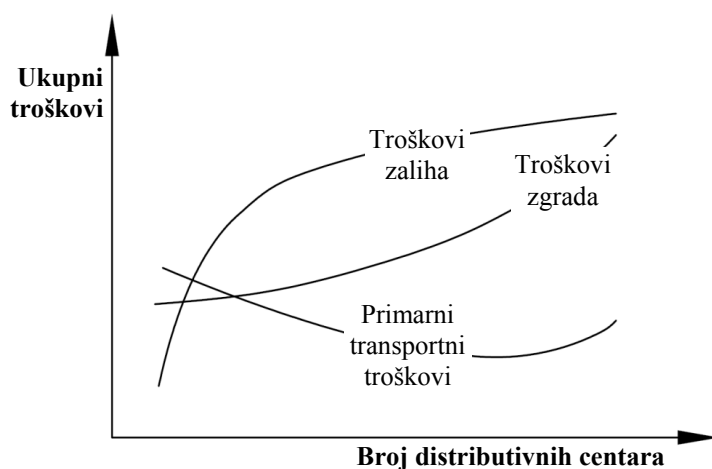 Ukupni
troškovi
Troškovi
zaliha
Troškovi
zgrada
Primarni
transportni
troškovi
Broj distributivnih centara